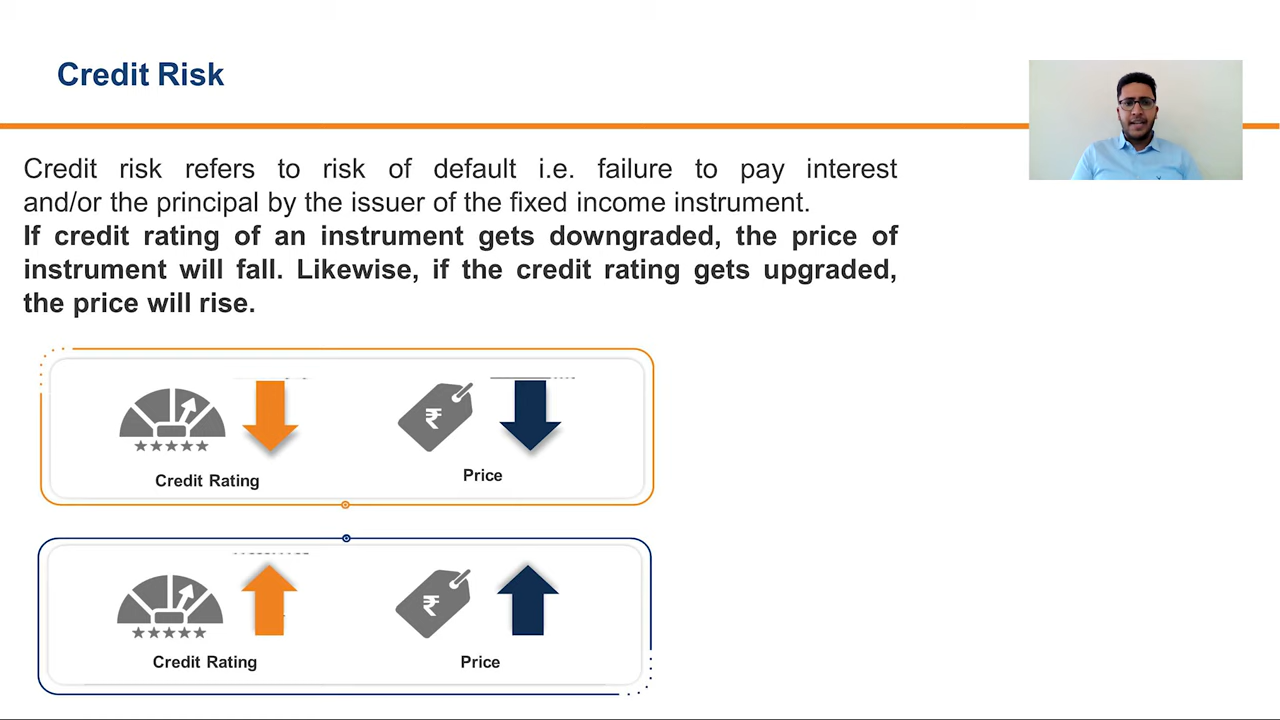 Credit Risk
Credit risk refers to risk of default i.e. failure to pay interest
and/or the principal by the issuer of the fixed income instrument.
If credit rating of an instrument gets downgraded, the price of
instrument will fall. Likewise, if the credit rating gets upgraded,
the price will rise.
₹
Credit Rating
Price
₹
Credit Rating
Price